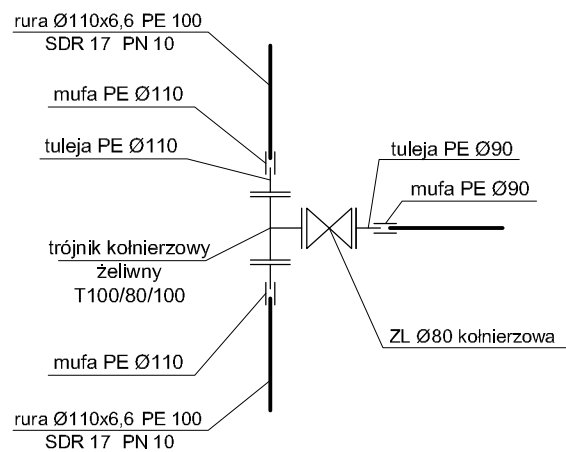 rura Ø110x6,6 PE 100
SDR 17 PN 10
mufa PE Ø110
tuleja PE Ø110
tuleja PE Ø90
mufa PE Ø90
trójnik kołnierzowy
żeliwny
T100/80/100
ZL Ø80 kołnierzowa
mufa PE Ø110
rura Ø110x6,6 PE 100
SDR 17 PN 10